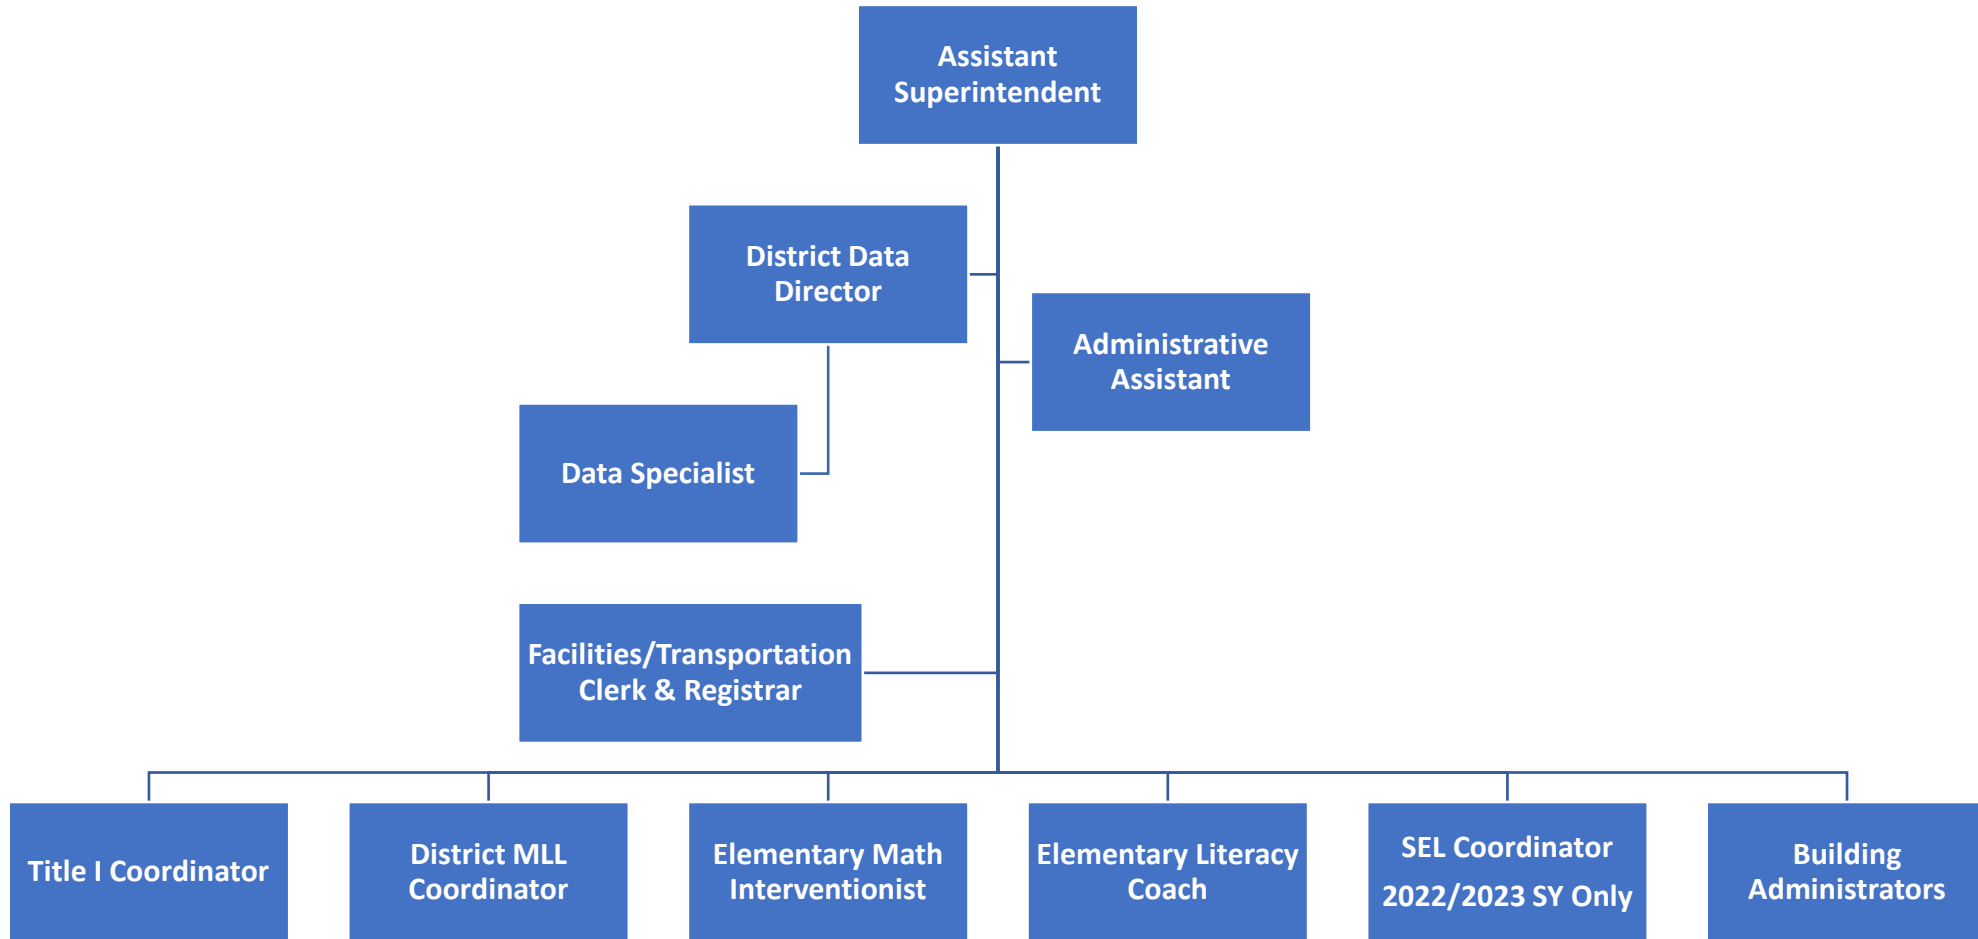 Assistant
Superintendent
District Data
Director
Administrative
Assistant
Data Specialist
Facilities/Transportation
Clerk & Registrar
Title I Coordinator
District MLL
Coordinator
Elementary Math
Interventionist
Elementary Literacy
Coach
SEL Coordinator
2022/2023 SY Only
Building
Administrators